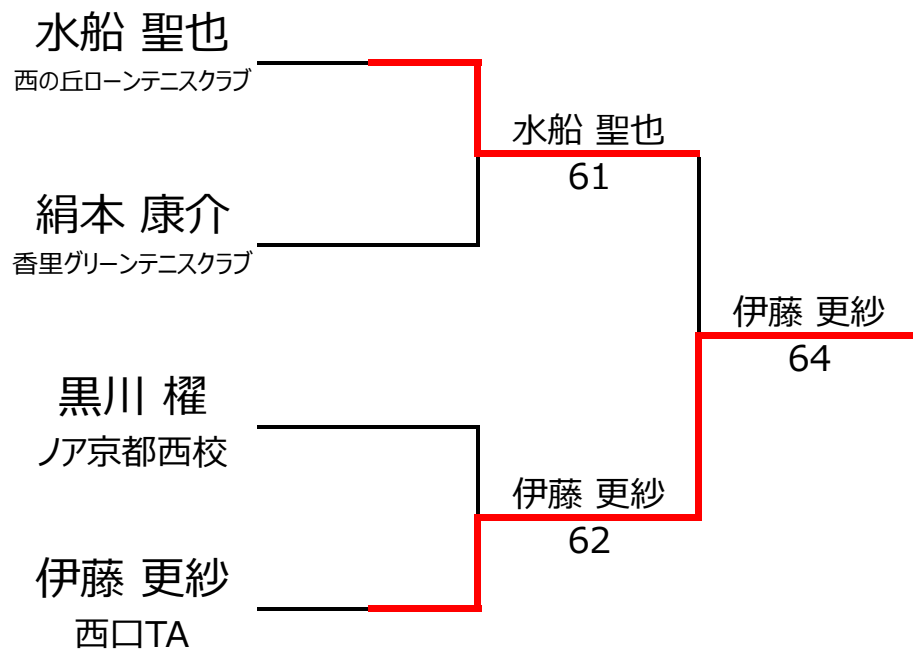 水船 聖也
西の丘ローンテニスクラブ
水船 聖也
61
絹本 康介
香里グリーンテニスクラブ
伊藤 更紗
64
黒川 櫂
ノア京都西校
伊藤 更紗
62
伊藤 更紗
西口TA